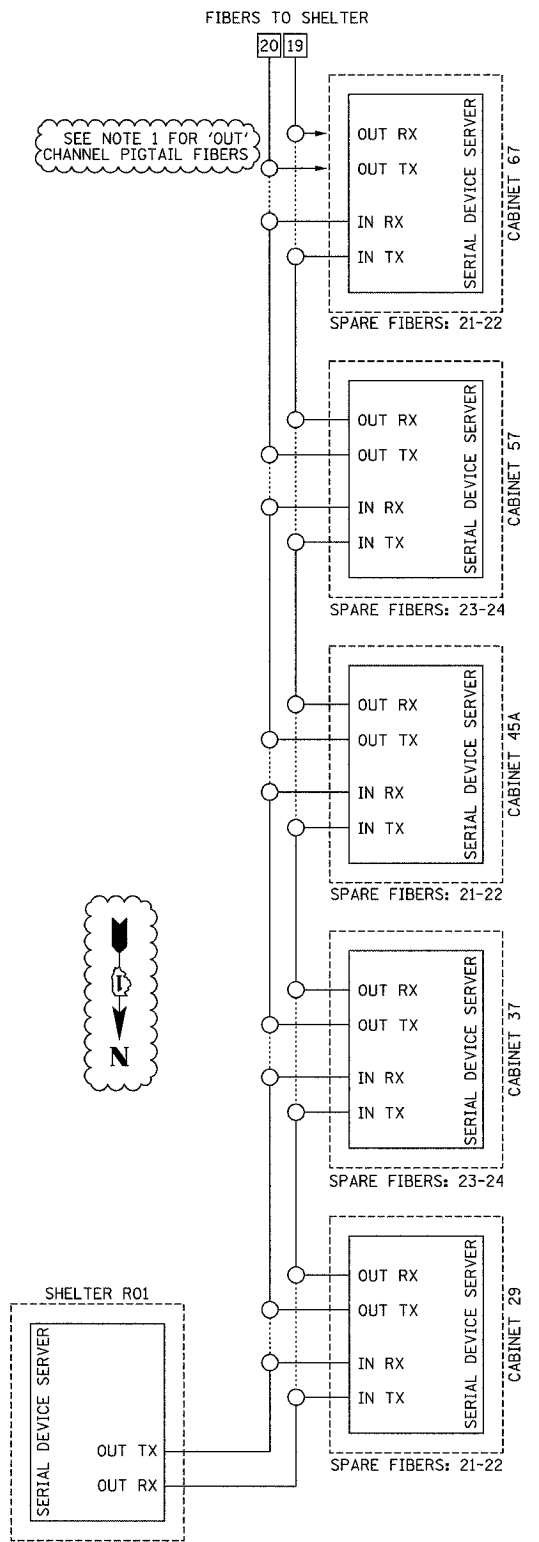 FIBERS TO SHELTER
20 19
SEE NOTE 1 FOR 'OUT'
CHANNEL PIGTAIL FIBERS
OUT RX
OUT TX
IN RX
IN TX
SERIAL DEVICE SERVER
CABINET 67
SPARE FIBERS: 21-22
OUT RX
OUT TX
IN RX
IN TX
SERIAL DEVICE SERVER
CABINET 57
SPARE FIBERS: 23-24
OUT RX
OUT TX
IN RX
IN TX
SERIAL DEVICE SERVER
CABINET 45A
SPARE FIBERS: 21-22
1
N
OUT RX
OUT TX
IN RX
IN TX
SERIAL DEVICE SERVER
CABINET 37
SPARE FIBERS: 23-24
OUT RX
OUT TX
IN RX
IN TX
SERIAL DEVICE SERVER
CABINET 29
SPARE FIBERS: 21-22
SHELTER R01
SERIAL DEVICE SERVER
OUT TX
OUT RX